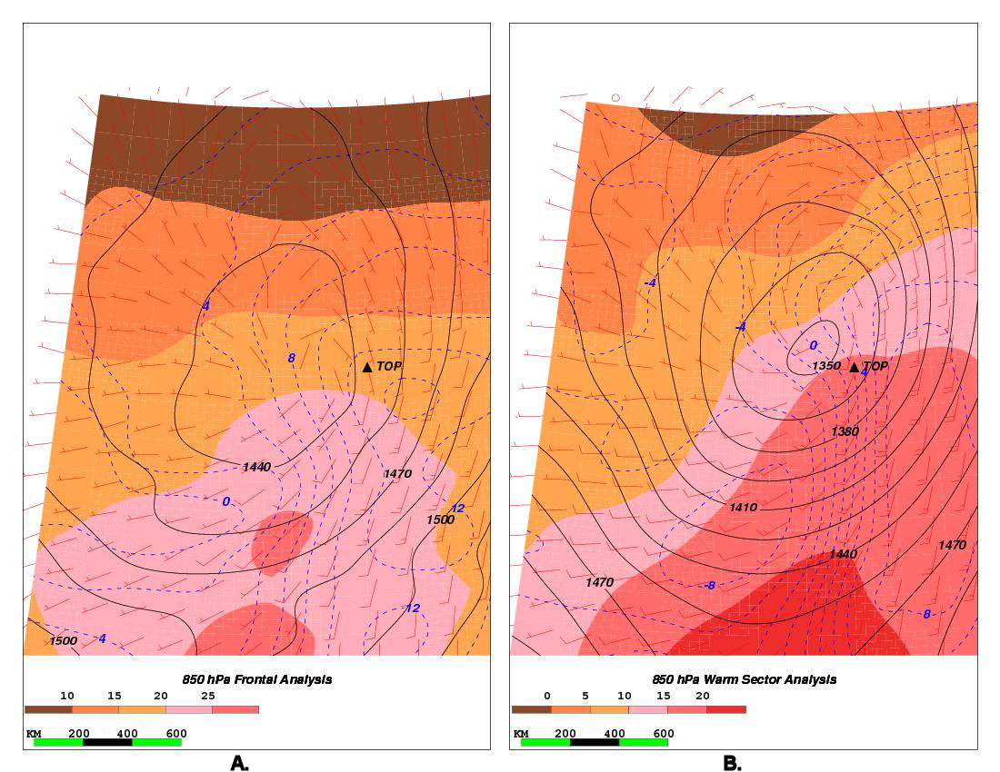 4
8
TOP
1440
1470
0
1500
12
12
1500
4
850 hPa Frontal Analysis
10 15 20 25
KM 200 400 600
A.
-4
-4
0
1350
4
TOP
1380
1410
1440
1470
1470
-8
8
850 hPa Warm Sector Analysis
0 5 10 15 20
KM 200 400 600
B.